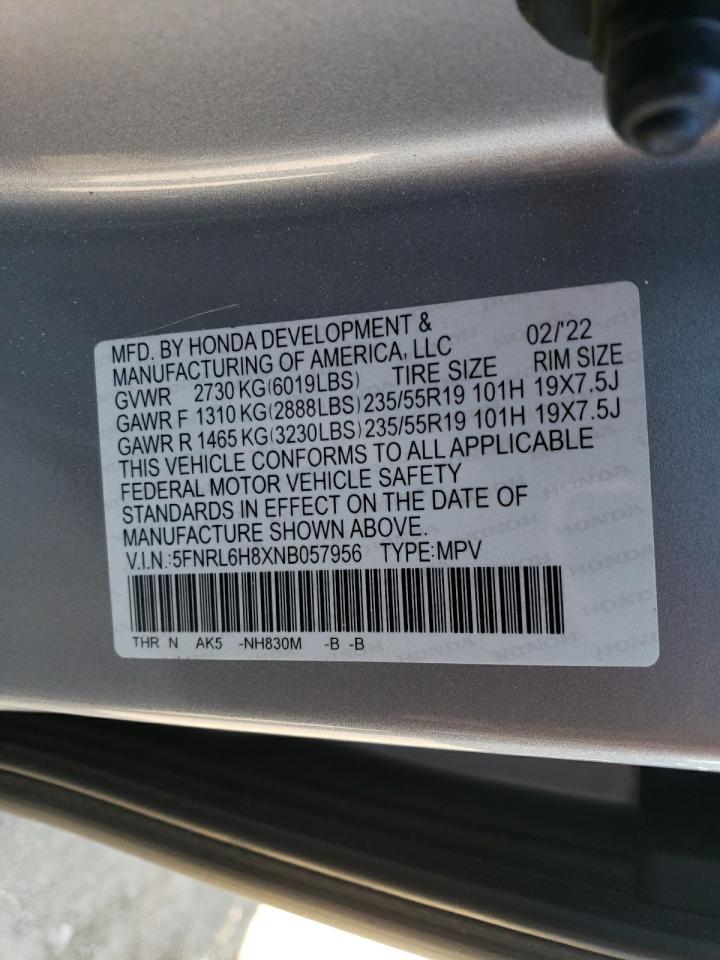 MFD. BY HONDA DEVELOPMENT &
MANUFACTURING OF AMERICA, LLC 02/'22
GVWR 2730 KG(6019LBS) TIRE SIZE RIM SIZE
GAWR F 1310 KG(2888LBS) 235/55R19 101H 19X7.5J
GAWR R 1465 KG(3230LBS) 235/55R19 101H 19X7.5J
THIS VEHICLE CONFORMS TO ALL APPLICABLE
FEDERAL MOTOR VEHICLE SAFETY
STANDARDS IN EFFECT ON THE DATE OF
MANUFACTURE SHOWN ABOVE.
V.I.N.:5FNRL6H8XNB057956 TYPE:MPV
THR N AK5 -NH830M -B -B